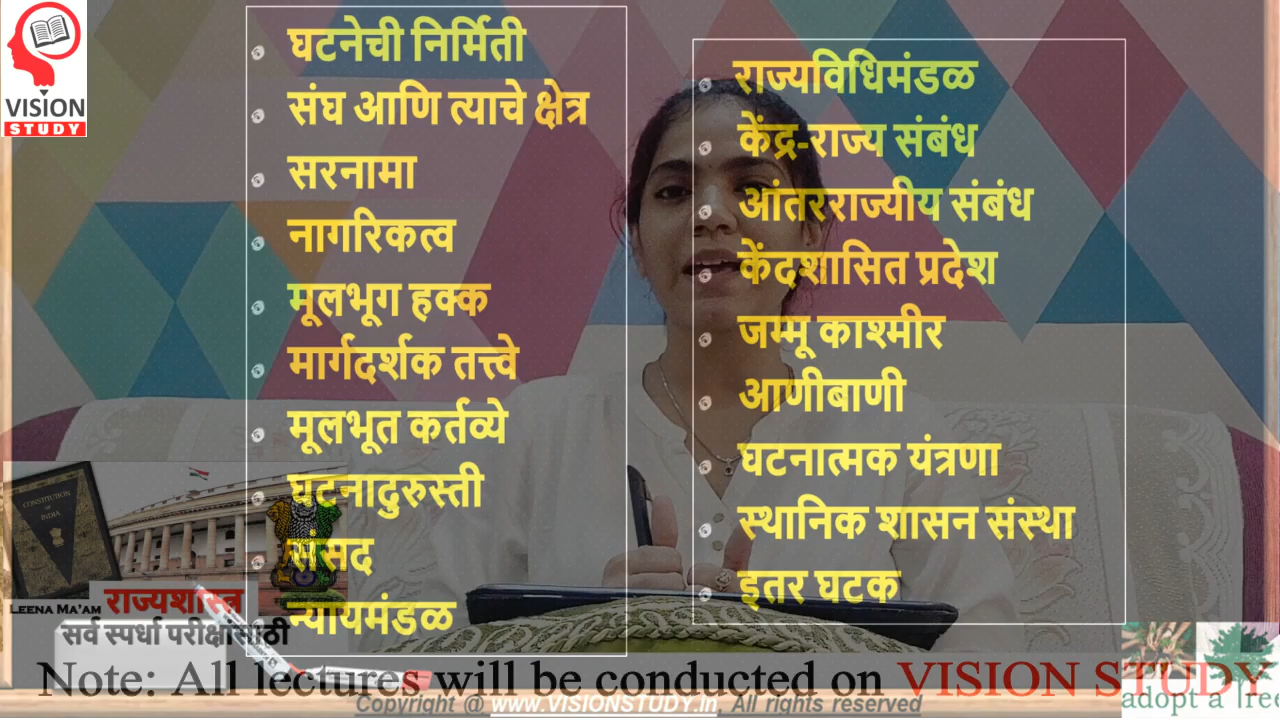 VISION
STUDY
घटनेची निर्मिती
संघ आणि त्याचे क्षेत्र
सरनामा
नागरिकत्व
मूलभूग हक्क
मार्गदर्शक तत्त्वे
मूलभूत कर्तव्ये
घटनादुरुस्ती
संसद
न्यायमंडळ
राज्यविधिमंडळ
केंद्र-राज्य संबंध
आंतरराज्यीय संबंध
केंद्शासित प्रदेश
जम्मू काश्मीर
आणीबाणी
घटनात्मक यंत्रणा
स्थानिक शासन संस्था
इतर घटक
CONSTITUTION
OF
INDIA
LEENA MA'AM राज्यशास्त्र
सर्व स्पर्धा परीक्षांसाठी
Note: All lectures will be conducted on VISION STUDY
Copyright @ www.VISIONSTUDY.in, All rights reserved
adopt a Tree